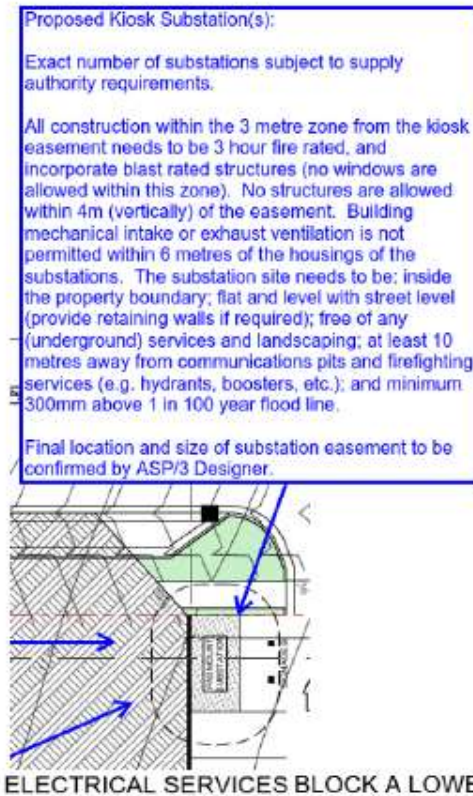 Proposed Kiosk Substation(s):
Exact number of substations subject to supply
authority requirements.
All construction within the 3 metre zone from the kiosk
easement needs to be 3 hour fire rated, and
incorporate blast rated structures (no windows are
allowed within this zone). No structures are allowed
within 4m (vertically) of the easement. Building
mechanical intake or exhaust ventilation is not
permitted within 6 metres of the housings of the
substations. The substation site needs to be; inside
the property boundary; flat and level with street level
(provide retaining walls if required); free of any
(underground) services and landscaping; at least 10
metres away from communications pits and firefighting
services (e.g. hydrants, boosters, etc.); and minimum
300mm above 1 in 100 year flood line.
Final location and size of substation easement to be
confirmed by ASP/3 Designer.
PAD MOUNT
SUBSTATION
ELECTRICAL SERVICES BLOCK A LOWE